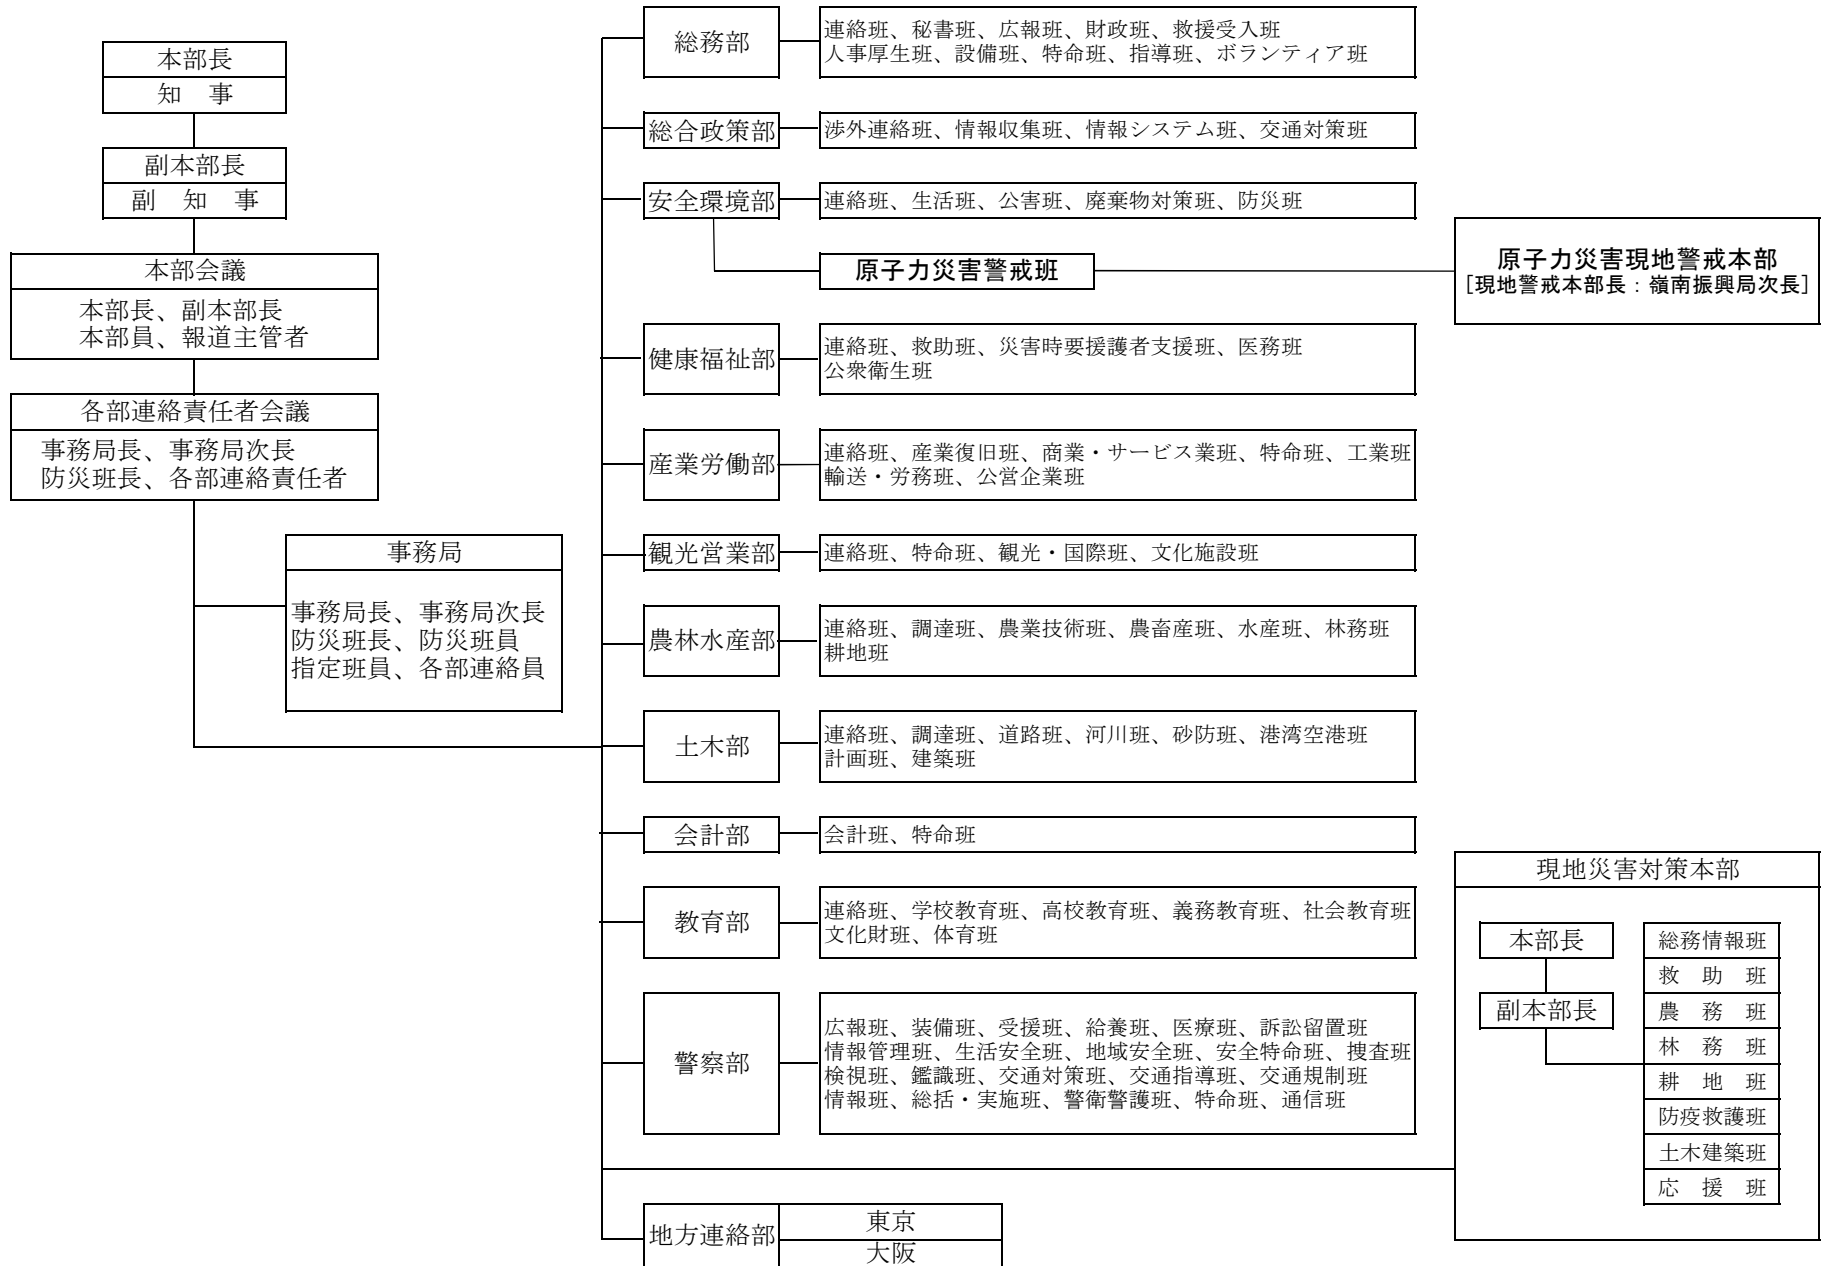 本部長
知　事
副本部長
副　知　事
本部会議
本部長、副本部長
本部員、報道主管者
各部連絡責任者会議
事務局長、事務局次長
防災班長、各部連絡責任者
事務局
事務局長、事務局次長
防災班長、防災班員
指定班員、各部連絡員
総務部
連絡班、秘書班、広報班、財政班、救援受入班
人事厚生班、設備班、特命班、指導班、ボランティア班
総合政策部
渉外連絡班、情報収集班、情報システム班、交通対策班
安全環境部
連絡班、生活班、公害班、廃棄物対策班、防災班
原子力災害警戒班
原子力災害現地警戒本部
[現地警戒本部長：嶺南振興局次長]
健康福祉部
連絡班、救助班、災害時要援護者支援班、医務班
公衆衛生班
産業労働部
連絡班、産業復旧班、商業・サービス業班、特命班、工業班
輸送・労務班、公営企業班
観光営業部
連絡班、特命班、観光・国際班、文化施設班
農林水産部
連絡班、調達班、農業技術班、農畜産班、水産班、林務班
耕地班
土木部
連絡班、調達班、道路班、河川班、砂防班、港湾空港班
計画班、建築班
会計部
会計班、特命班
教育部
連絡班、学校教育班、高校教育班、義務教育班、社会教育班
文化財班、体育班
警察部
広報班、装備班、受援班、給養班、医療班、訴訟留置班
情報管理班、生活安全班、地域安全班、安全特命班、捜査班
検視班、鑑識班、交通対策班、交通指導班、交通規制班
情報班、総括・実施班、警衛警護班、特命班、通信班
現地災害対策本部
本部長
副本部長
総務情報班
救　助　班
農　務　班
林　務　班
耕　地　班
防疫救護班
土木建築班
応　援　班
地方連絡部
東京
大阪